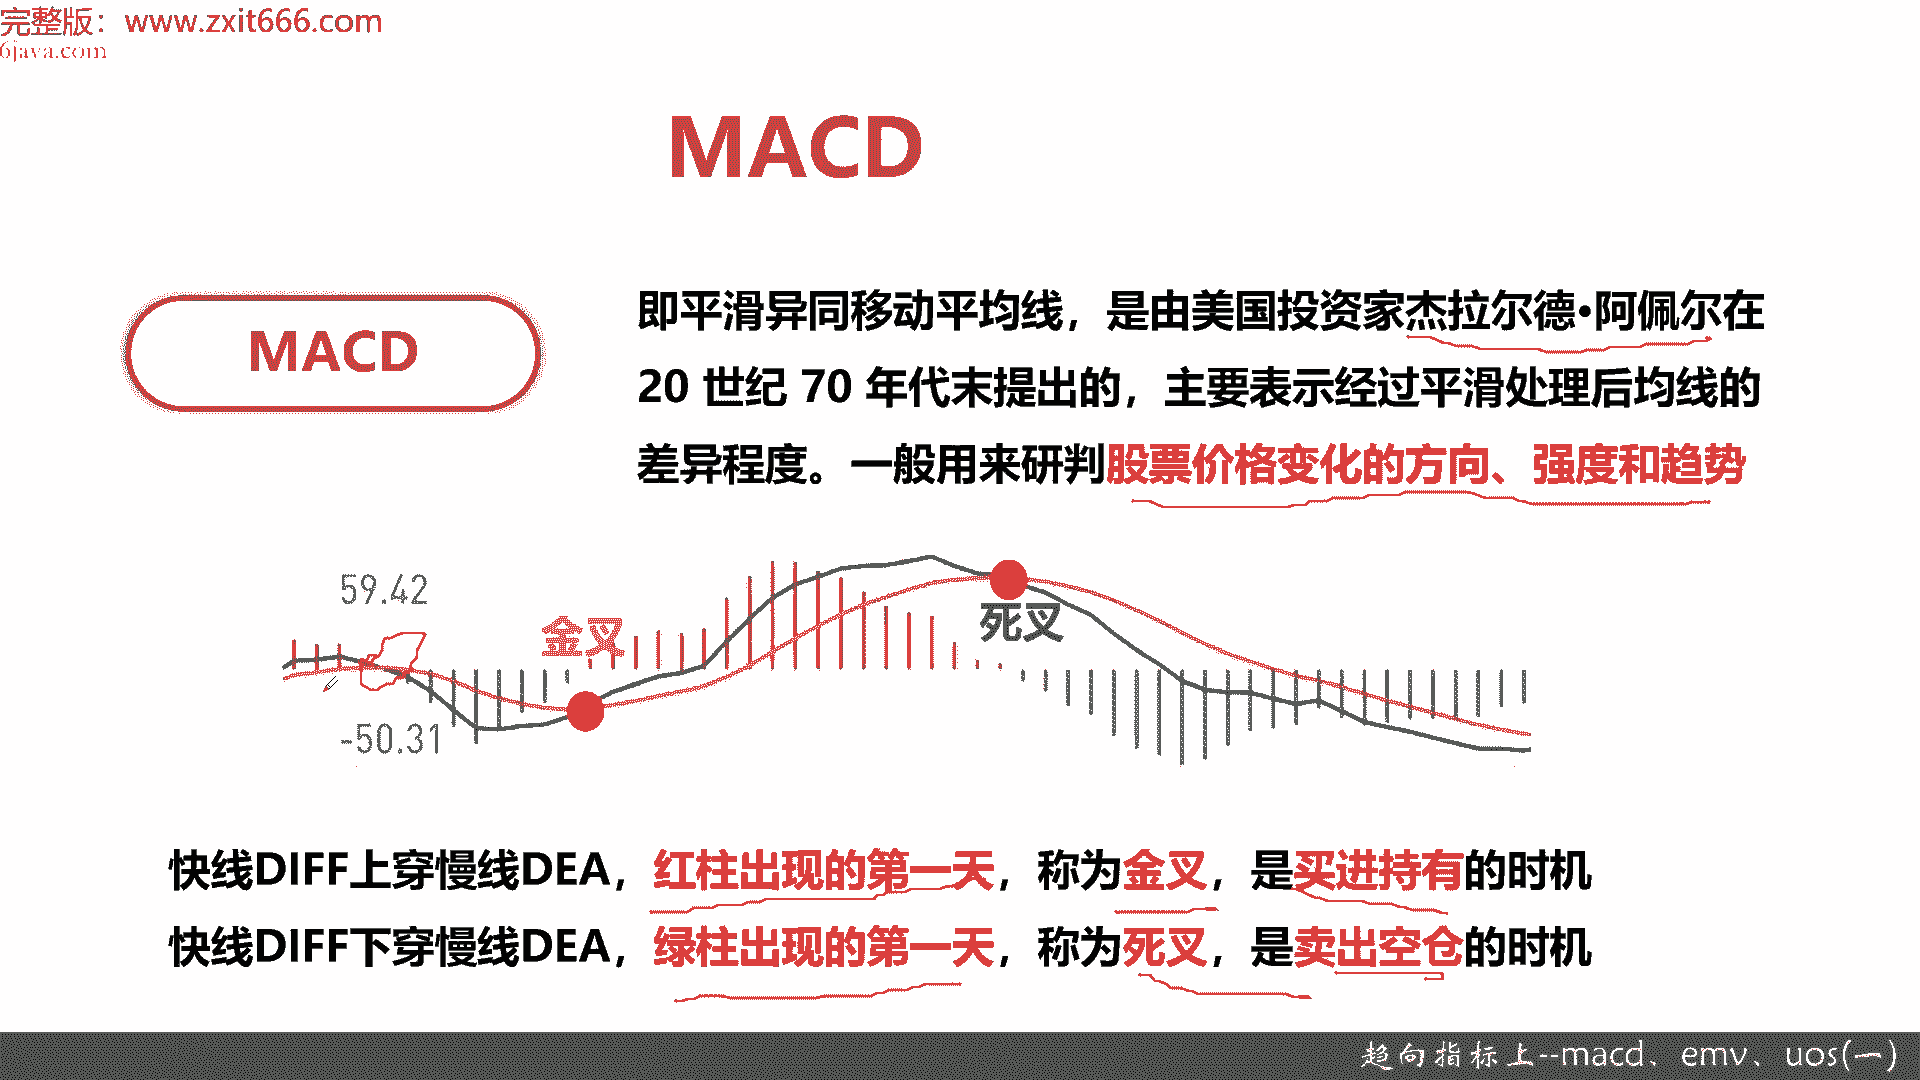 完整版：www.zxit666.com
6java.com
MACD
MACD
即平滑异同移动平均线，是由美国投资家杰拉尔德·阿佩尔在
20 世纪 70 年代末提出的，主要表示经过平滑处理后均线的
差异程度。一般用来研判股票价格变化的方向、强度和趋势
59.42
金叉
死叉
-50.31
快线DIFF上穿慢线DEA，红柱出现的第一天，称为金叉，是买进持有的时机
快线DIFF下穿慢线DEA，绿柱出现的第一天，称为死叉，是卖出空仓的时机
趋向指标上--macd、emv、uos(一)